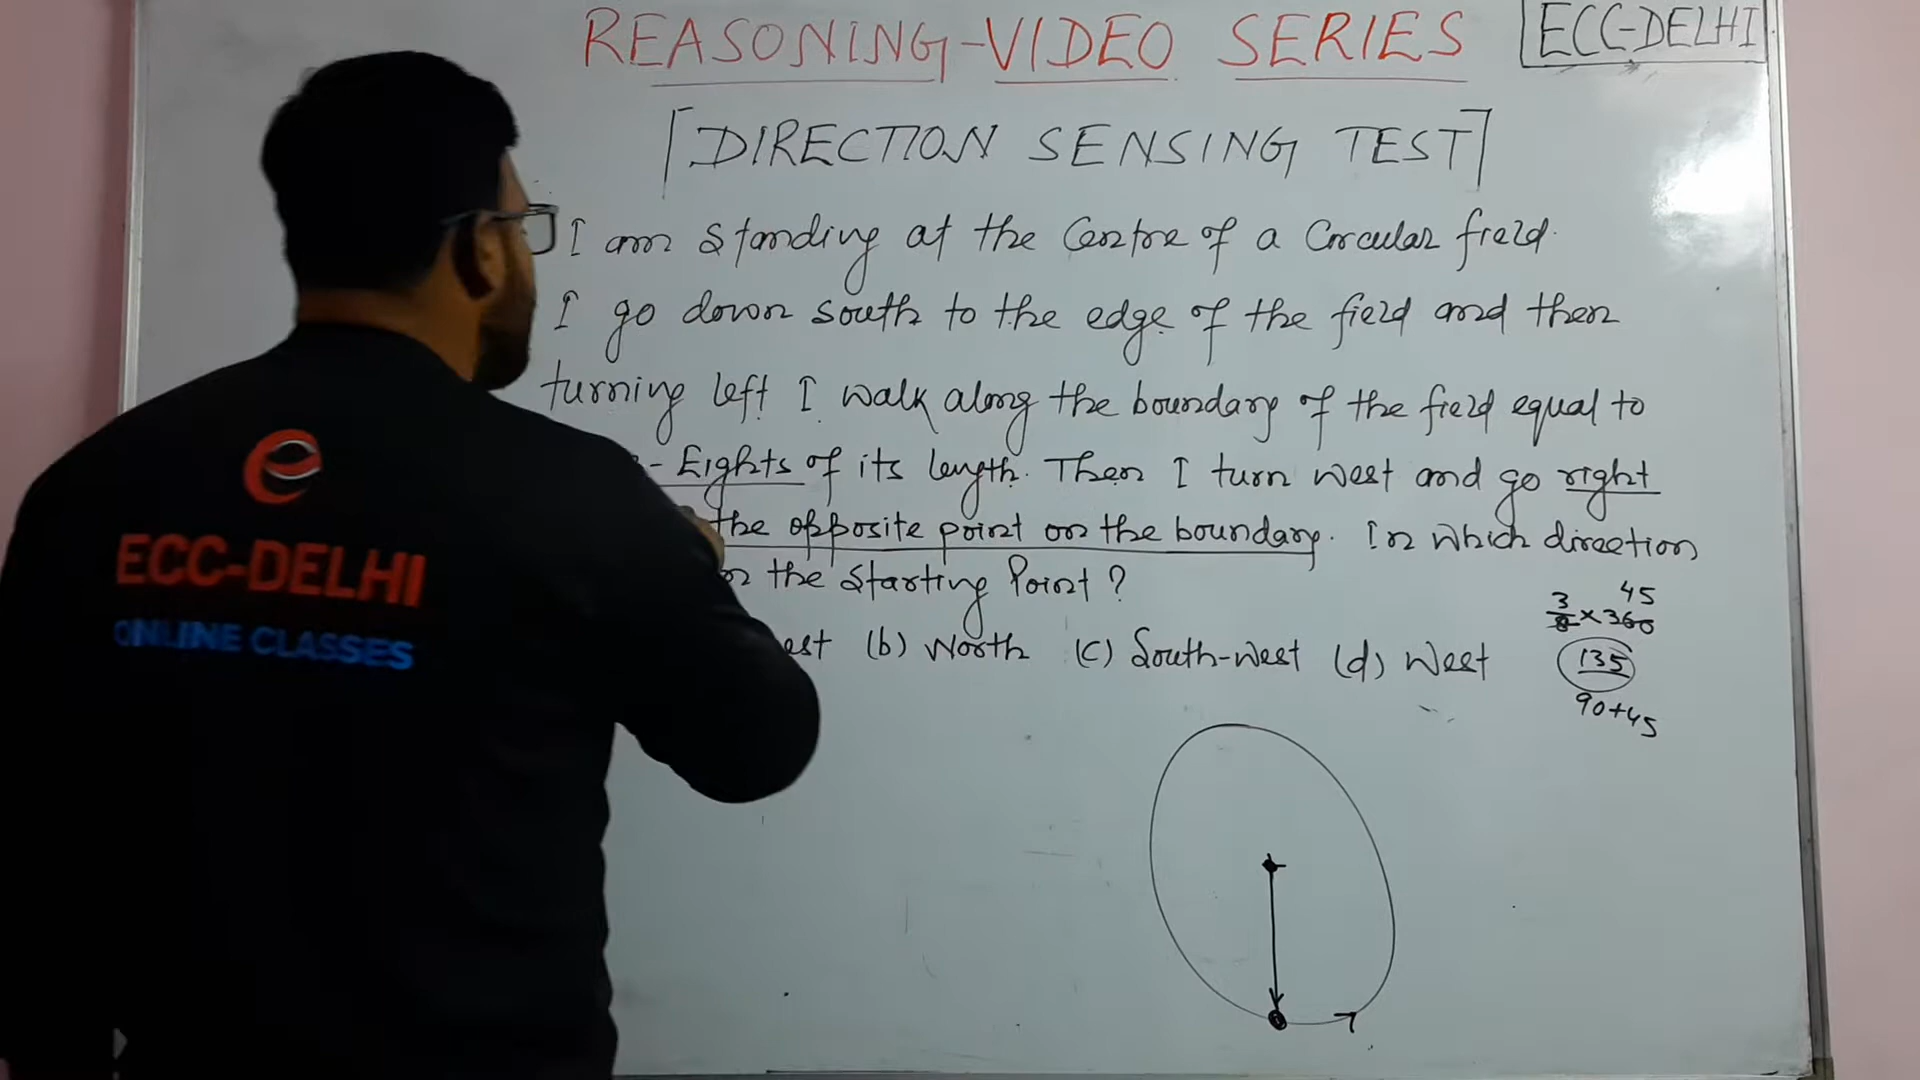 REASONING-VIDEO SERIES
ECC-DELHI
[DIRECTION SENSING TEST]
I am standing at the Centre of a Circular field.
I go down south to the edge of the field and then
turning left I walk along the boundary of the field equal to
- Eights of its length. Then I turn west and go right
the opposite point on the boundary. In which direction
the starting Point?
est (b) North (c) South-West (d) West
45
3/8 × 360
135
90+45
e
ECC-DELHI
ONLINE CLASSES